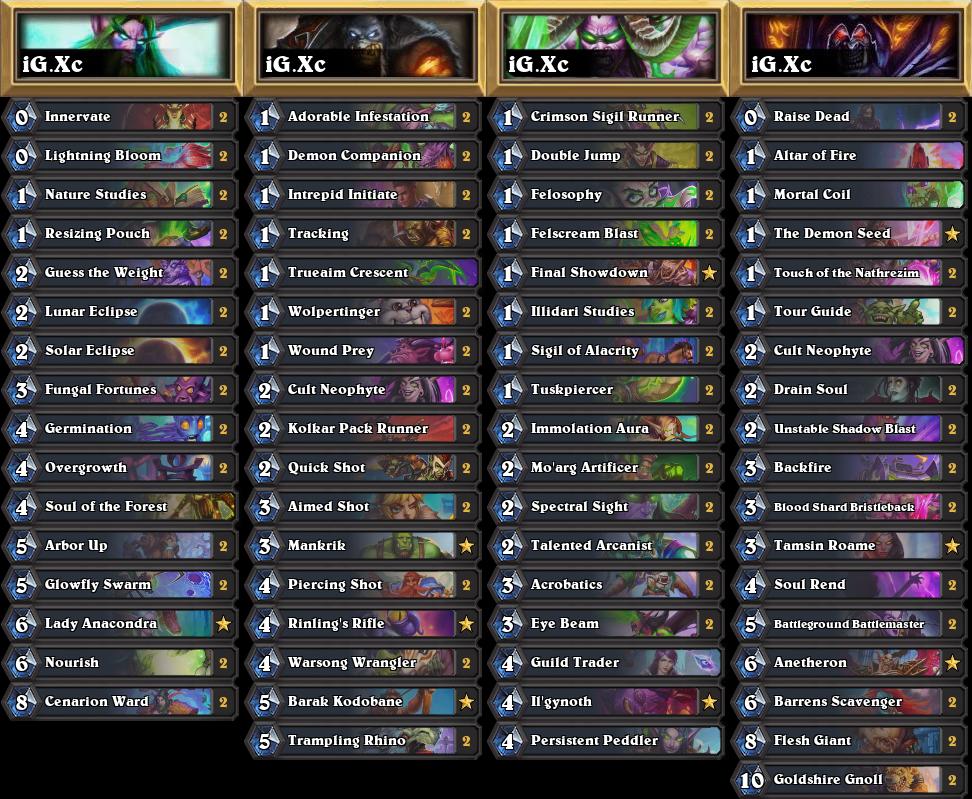 iG.Xc
0 Innervate 2
0 Lightning Bloom 2
1 Nature Studies 2
1 Resizing Pouch 2
2 Guess the Weight 2
2 Lunar Eclipse 2
2 Solar Eclipse 2
3 Fungal Fortunes 2
4 Germination 2
4 Overgrowth 2
4 Soul of the Forest
5 Arbor Up 2
5 Glowfly Swarm 2
6 Lady Anacondra
6 Nourish 2
8 Cenarion Ward 2
iG.Xc
1 Adorable Infestation 2
1 Demon Companion 2
1 Intrepid Initiate 2
1 Tracking 2
1 Trueaim Crescent
1 Wolpertinger 2
1 Wound Prey 2
2 Cult Neophyte 2
2 Kolkar Pack Runner 2
2 Quick Shot 2
3 Aimed Shot 2
3 Mankrik
4 Piercing Shot 2
4 Rinling's Rifle
4 Warsong Wrangler 2
5 Barak Kodobane
5 Trampling Rhino 2
iG.Xc
1 Crimson Sigil Runner 2
1 Double Jump 2
1 Felosophy 2
1 Felscream Blast 2
1 Final Showdown
1 Illidari Studies 2
1 Sigil of Alacrity 2
1 Tuskpiercer 2
2 Immolation Aura 2
2 Mo'arg Artificer 2
2 Spectral Sight 2
2 Talented Arcanist 2
3 Acrobatics 2
3 Eye Beam 2
4 Guild Trader
4 Il'gynoth
4 Persistent Peddler
iG.Xc
0 Raise Dead 2
1 Altar of Fire
1 Mortal Coil
1 The Demon Seed
1 Touch of the Nathrezim 2
1 Tour Guide 2
2 Cult Neophyte
2 Drain Soul 2
2 Unstable Shadow Blast 2
3 Backfire 2
3 Blood Shard Bristleback 2
3 Tamsin Roame
4 Soul Rend 2
5 Battleground Battlemaster 2
6 Anetheron
6 Barrens Scavenger 2
8 Flesh Giant 2
10 Goldshire Gnoll 2